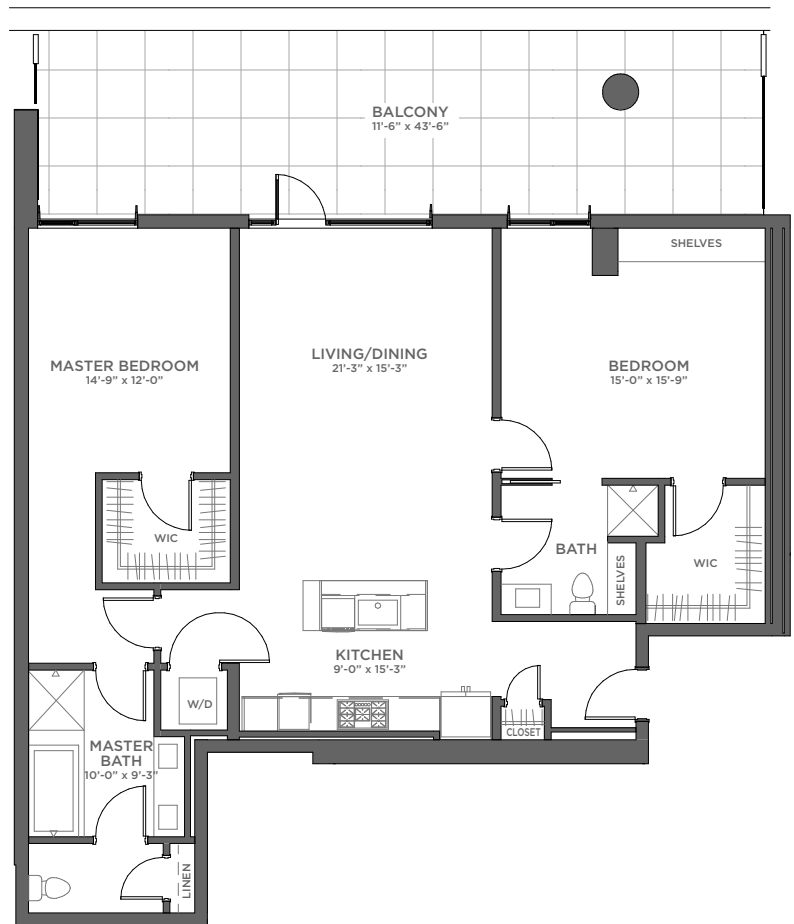 BALCONY
11'-6" x 43'-6"
SHELVES
MASTER BEDROOM
14'-9" x 12'-0"
LIVING/DINING
21'-3" x 15'-3"
BEDROOM
15'-0" x 15'-9"
WIC
BATH
SHELVES
WIC
KITCHEN
9'-0" x 15'-3"
W/D
CLOSET
MASTER
BATH
10'-0" x 9'-3"
LINEN